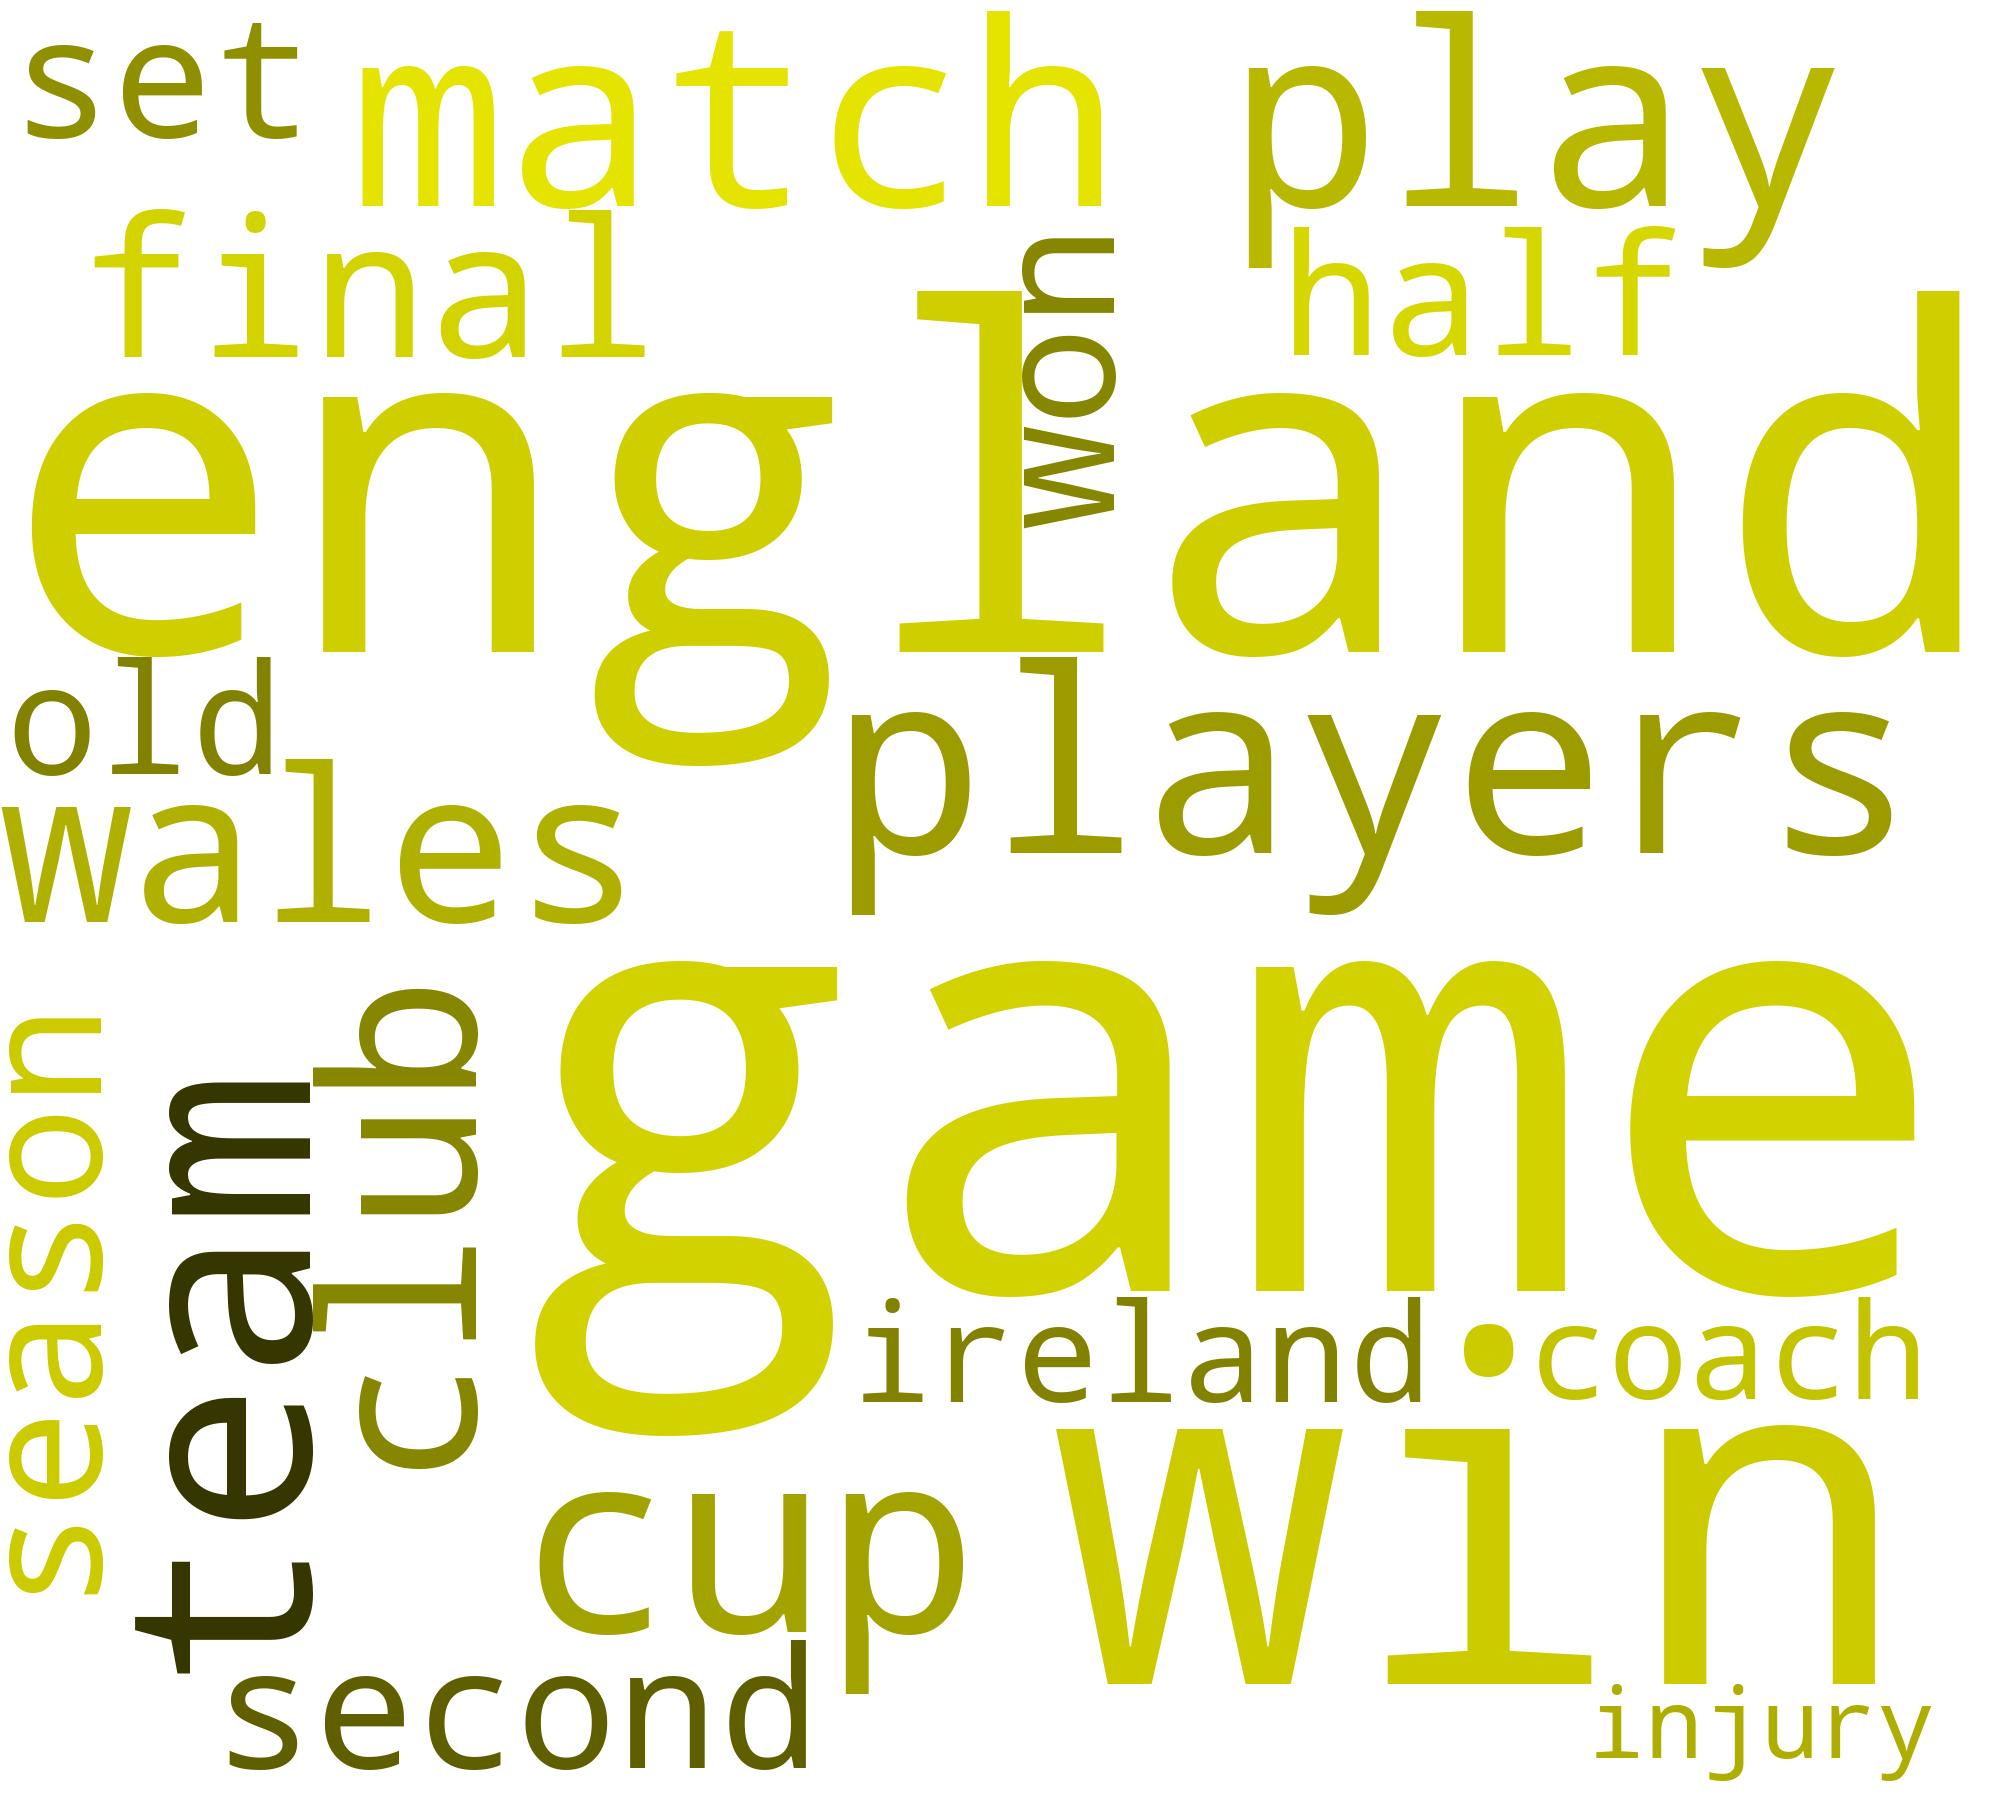 set match play
final won half
england
old players
wales
season team club game
ireland coach
cup win
second injury